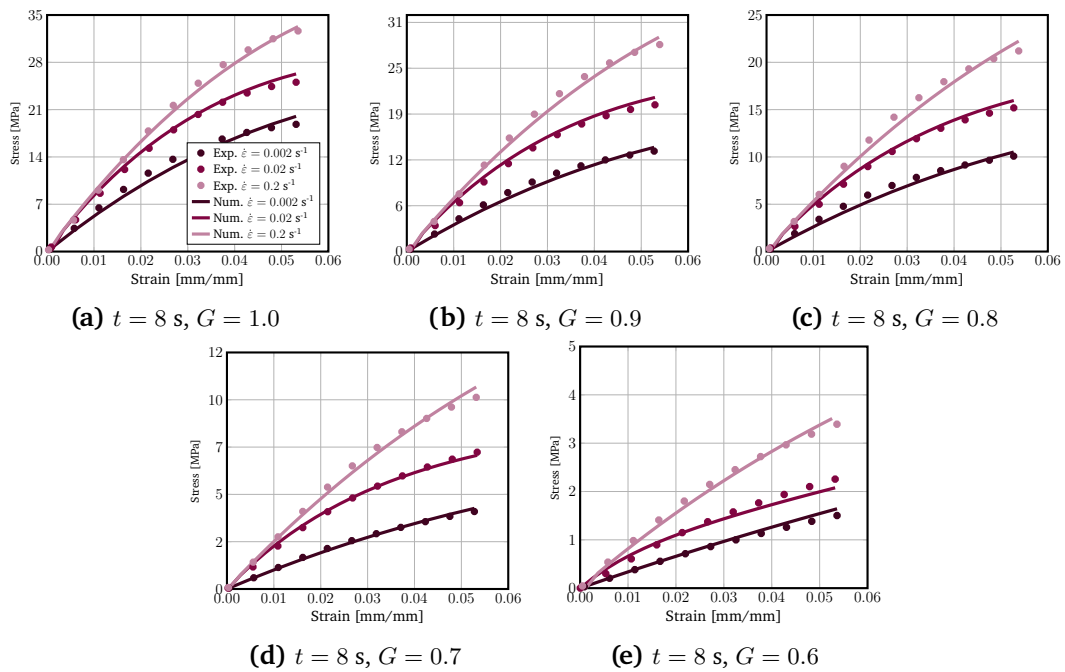 35
28
21
14
7
0
Stress [MPa]
Exp. ε̇ = 0.002 s⁻¹
Exp. ε̇ = 0.02 s⁻¹
Exp. ε̇ = 0.2 s⁻¹
Num. ε̇ = 0.002 s⁻¹
Num. ε̇ = 0.02 s⁻¹
Num. ε̇ = 0.2 s⁻¹
0.00 0.01 0.02 0.03 0.04 0.05 0.06
Strain [mm/mm]
(a) t = 8 s, G = 1.0
31
25
19
12
6
0
Stress [MPa]
0.00 0.01 0.02 0.03 0.04 0.05 0.06
Strain [mm/mm]
(b) t = 8 s, G = 0.9
25
20
15
10
5
0
Stress [MPa]
0.00 0.01 0.02 0.03 0.04 0.05 0.06
Strain [mm/mm]
(c) t = 8 s, G = 0.8
12
10
7
5
2
0
Stress [MPa]
0.00 0.01 0.02 0.03 0.04 0.05 0.06
Strain [mm/mm]
(d) t = 8 s, G = 0.7
5
4
3
2
1
0
Stress [MPa]
0.00 0.01 0.02 0.03 0.04 0.05 0.06
Strain [mm/mm]
(e) t = 8 s, G = 0.6